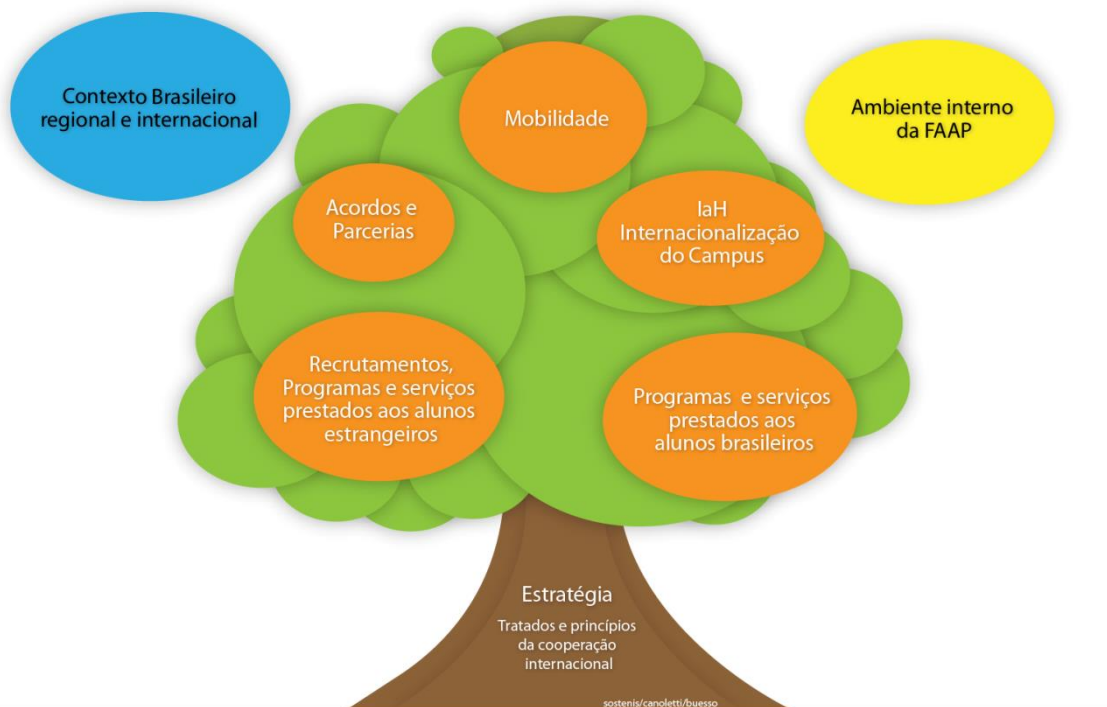 Contexto Brasileiro
regional e internacional
Mobilidade
Ambiente interno
da FAAP
Acordos e
Parcerias
IaH
Internacionalização
do Campus
Recrutamentos,
Programas e serviços
prestados aos alunos
estrangeiros
Programas e serviços
prestados aos
alunos brasileiros
Estratégia
Tratados e princípios
da cooperação
internacional
sostenis/canoletti/buesso